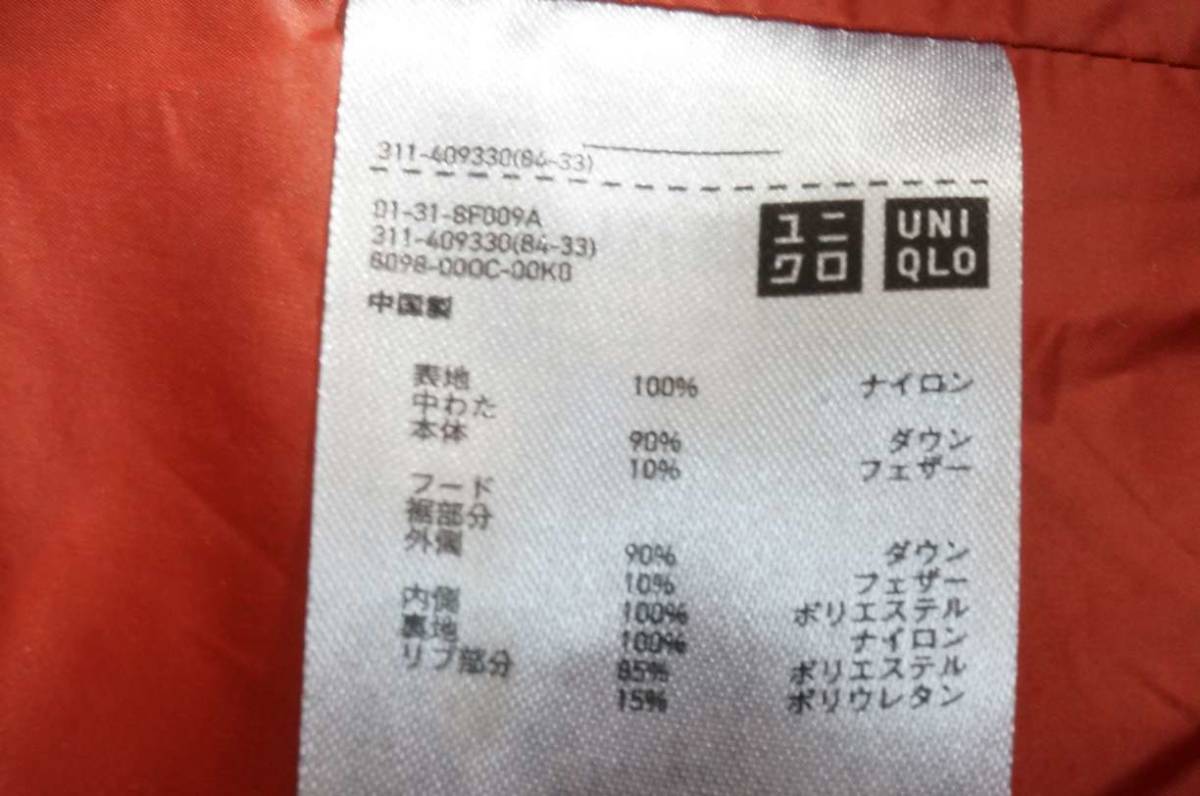 311-409330(84-33)
01-31-8F009A
311-409330(84-33)
6098-000C-00K0
中国製
ユニ
クロ
UNI
QLO
表地 100% ナイロン
中わた
本体 90% ダウン
10% フェザー
フード
裾部分
外側 90% ダウン
10% フェザー
内側 100% ポリエステル
裏地 100% ナイロン
リブ部分 85% ポリエステル
15% ポリウレタン